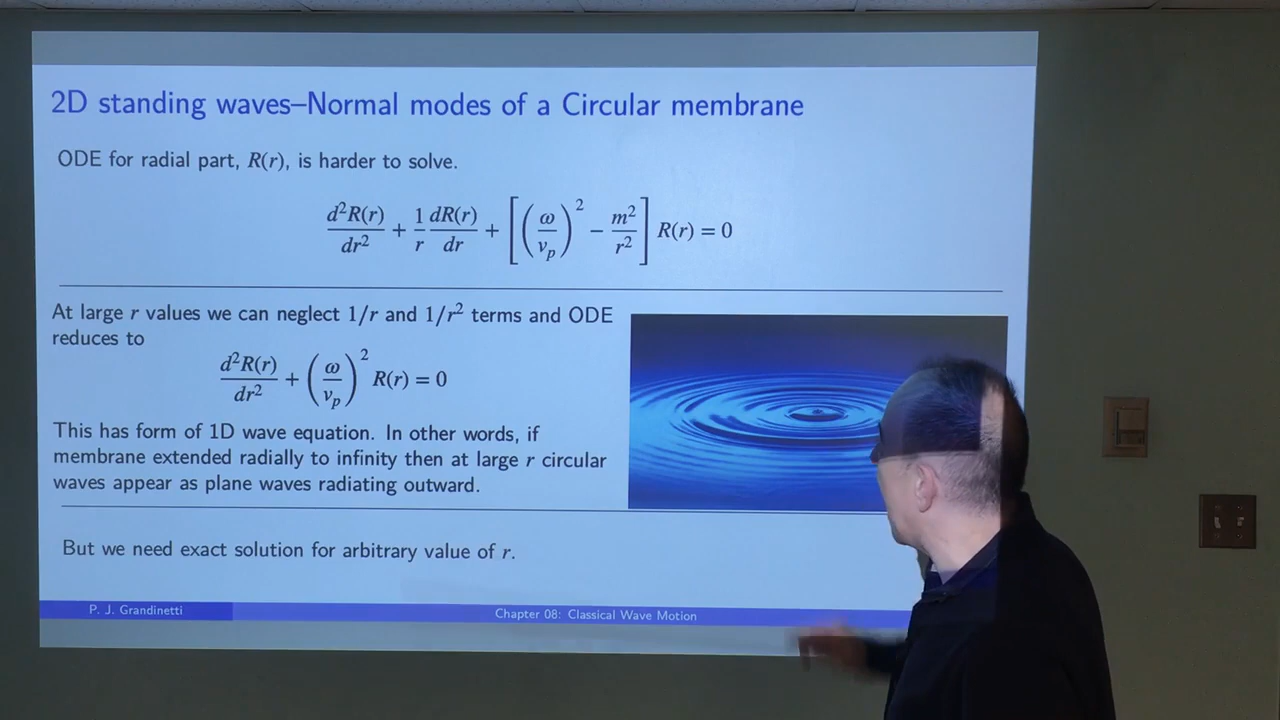 2D standing waves–Normal modes of a Circular membrane
ODE for radial part, R(r), is harder to solve.
d²R(r)/dr² + 1/r dR(r)/dr + [(ω/vₚ)² − m²/r²] R(r) = 0
At large r values we can neglect 1/r and 1/r² terms and ODE
reduces to
d²R(r)/dr² + (ω/vₚ)² R(r) = 0
This has form of 1D wave equation. In other words, if
membrane extended radially to infinity then at large r circular
waves appear as plane waves radiating outward.
But we need exact solution for arbitrary value of r.
P. J. Grandinetti
Chapter 08: Classical Wave Motion